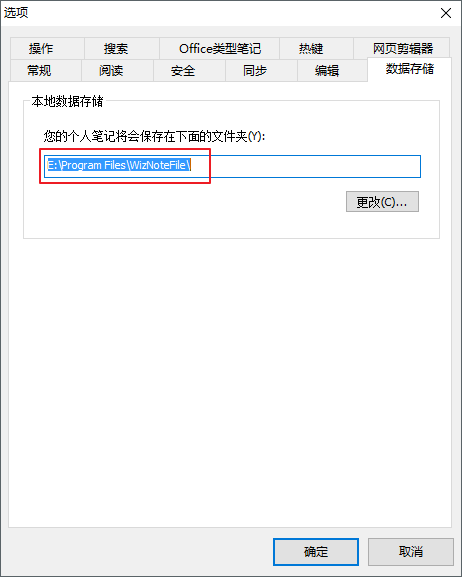 选项
操作 搜索 Office类型笔记 热键 网页剪辑器
常规 阅读 安全 同步 编辑 数据存储
本地数据存储
您的个人笔记将会保存在下面的文件夹(Y):
E:\Program Files\WizNoteFile\
更改(C)...
确定 取消